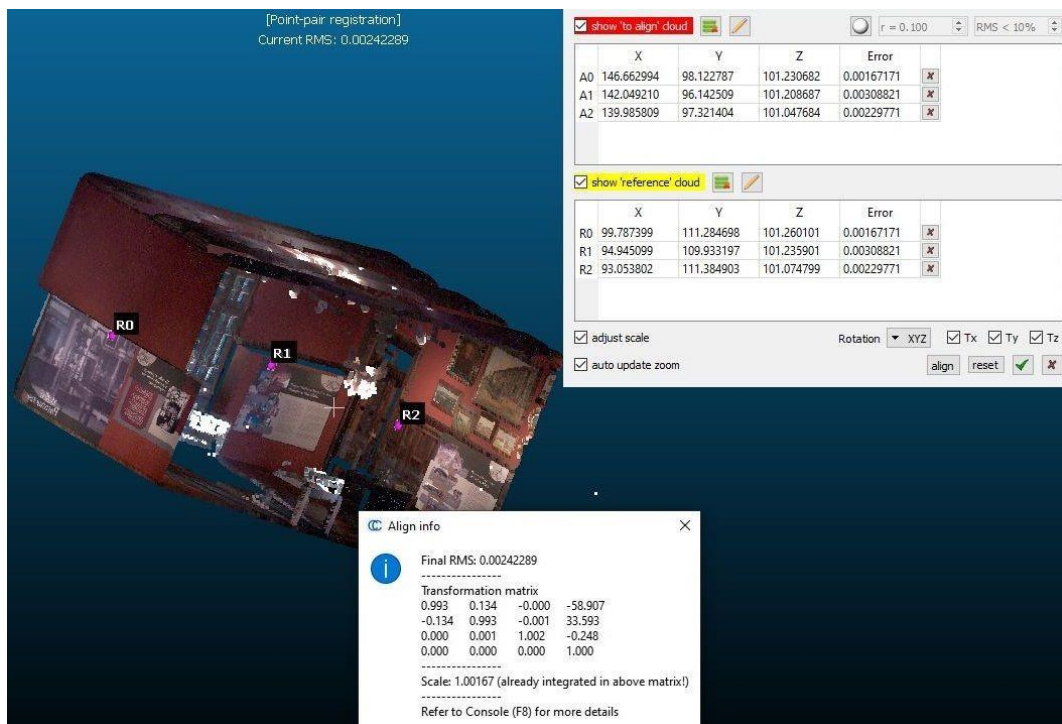 [Point-pair registration]
Current RMS: 0.00242289
show 'to align' cloud
r = 0.100
RMS < 10%
X Y Z Error
A0 146.662994 98.122787 101.230682 0.00167171
A1 142.049210 96.142509 101.208687 0.00308821
A2 139.985809 97.321404 101.047684 0.00229771
show 'reference' cloud
X Y Z Error
R0 99.787399 111.284698 101.260101 0.00167171
R1 94.945099 109.933197 101.235901 0.00308821
R2 93.053802 111.384903 101.074799 0.00229771
adjust scale
Rotation XYZ Tx Ty Tz
auto update zoom
align reset
R0
R1
R2
Align info
Final RMS: 0.00242289
----------------
Transformation matrix
0.993 0.134 -0.000 -58.907
-0.134 0.993 -0.001 33.593
0.000 0.001 1.002 -0.248
0.000 0.000 0.000 1.000
----------------
Scale: 1.00167 (already integrated in above matrix!)
----------------
Refer to Console (F8) for more details